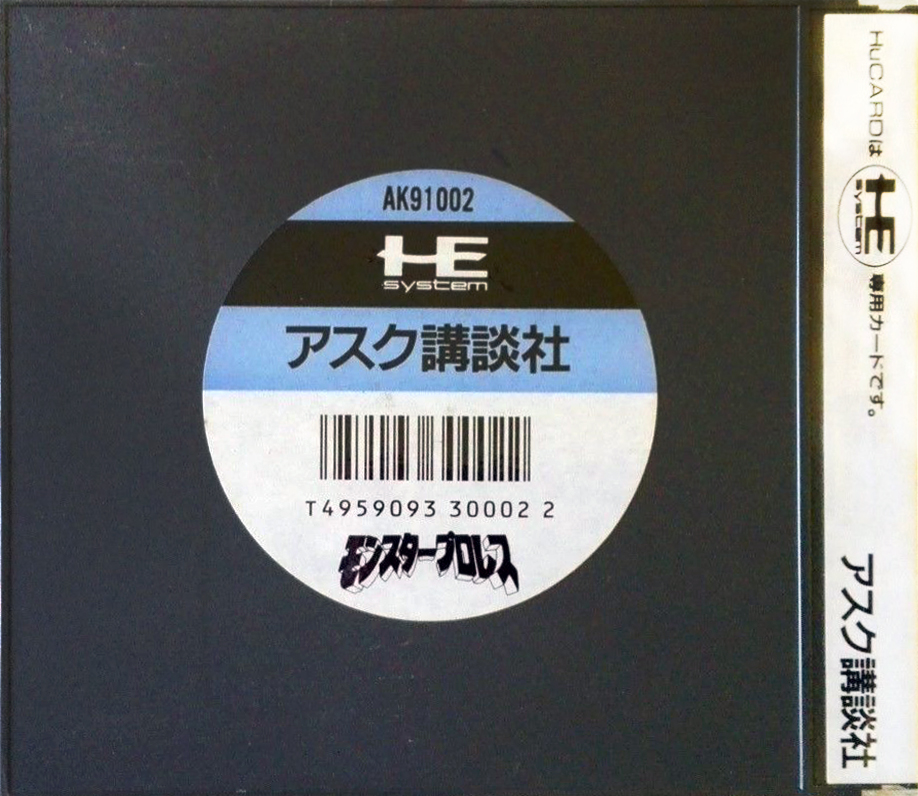 AK91002
HE
system
アスク講談社
T4959093 30002 2
モンスタープロレス
HuCARDは
HE
system
専用カードです。
アスク講談社